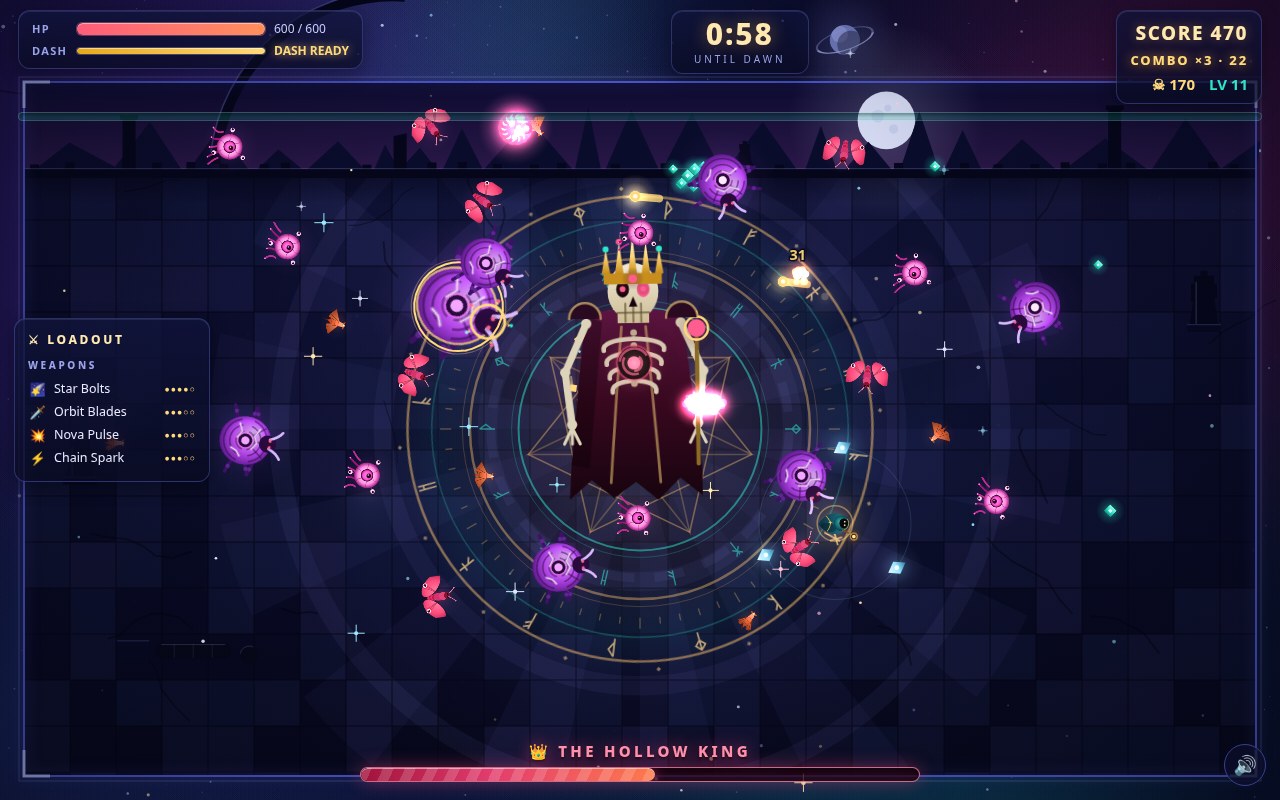 HP 600 / 600
DASH DASH READY
0:58
UNTIL DAWN
SCORE 470
COMBO ×3 · 22
☠ 170 LV 11
31
⚔ LOADOUT
WEAPONS
Star Bolts
Orbit Blades
Nova Pulse
Chain Spark
👑 THE HOLLOW KING